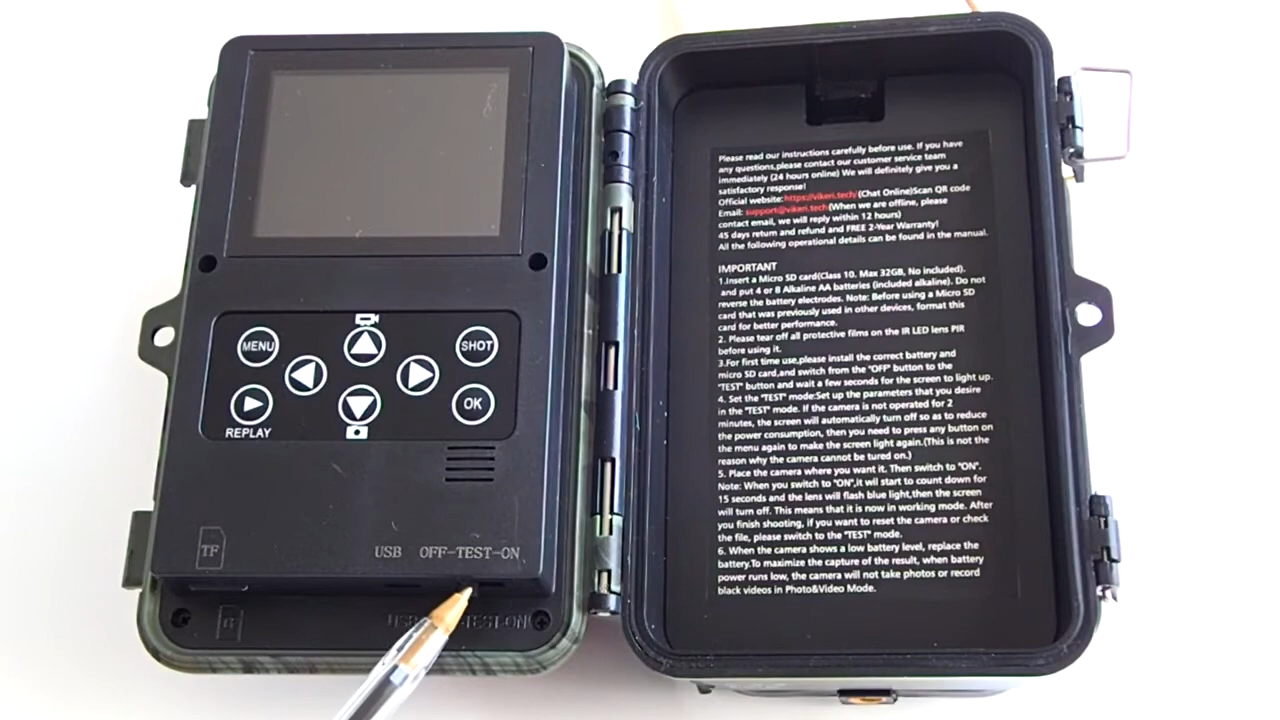 MENU
SHOT
OK
REPLAY
TF
USB OFF-TEST-ON
-TEST-ON
Please read our instructions carefully before use. If you have
any questions,please contact our customer service team
immediately (24 hours online) We will definitely give you a
satisfactory response!
Official website:https://vikeri.tech/(Chat Online)Scan QR code
Email: support@vikeri.tech(When we are offline, please
contact email, we will reply within 12 hours)
45 days return and refund and FREE 2-Year Warranty!
All the following operational details can be found in the manual.
IMPORTANT
1.Insert a Micro SD card(Class 10. Max 32GB, No included).
and put 4 or 8 Alkaline AA batteries (included alkaline). Do not
reverse the battery electrodes. Note: Before using a Micro SD
card that was previously used in other devices, format this
card for better performance.
2. Please tear off all protective films on the IR LED lens PIR
before using it.
3.For first time use,please install the correct battery and
micro SD card,and switch from the "OFF" button to the
"TEST" button and wait a few seconds for the screen to light up.
4. Set the "TEST" mode:Set up the parameters that you desire
in the "TEST" mode. If the camera is not operated for 2
minutes, the screen will automatically turn off so as to reduce
the power consumption, then you need to press any button on
the menu again to make the screen light again.(This is not the
reason why the camera cannot be tured on.)
5. Place the camera where you want it. Then switch to "ON".
Note: When you switch to "ON",it wil start to count down for
15 seconds and the lens will flash blue light,then the screen
will turn off. This means that it is now in working mode. After
you finish shooting, if you want to reset the camera or check
the file, please switch to the "TEST" mode.
6. When the camera shows a low battery level, replace the
battery.To maximize the capture of the result, when battery
power runs low, the camera will not take photos or record
black videos in Photo&Video Mode.